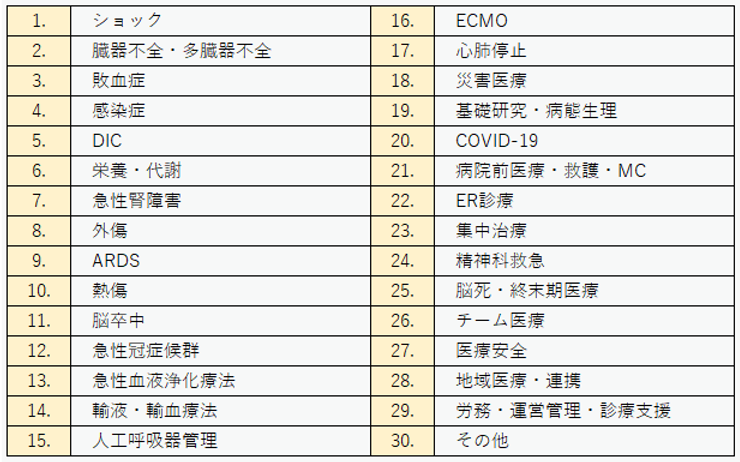 1. ショック 16. ECMO
2. 臓器不全・多臓器不全 17. 心肺停止
3. 敗血症 18. 災害医療
4. 感染症 19. 基礎研究・病態生理
5. DIC 20. COVID-19
6. 栄養・代謝 21. 病院前医療・救護・MC
7. 急性腎障害 22. ER診療
8. 外傷 23. 集中治療
9. ARDS 24. 精神科救急
10. 熱傷 25. 脳死・終末期医療
11. 脳卒中 26. チーム医療
12. 急性冠症候群 27. 医療安全
13. 急性血液浄化療法 28. 地域医療・連携
14. 輸液・輸血療法 29. 労務・運営管理・診療支援
15. 人工呼吸器管理 30. その他